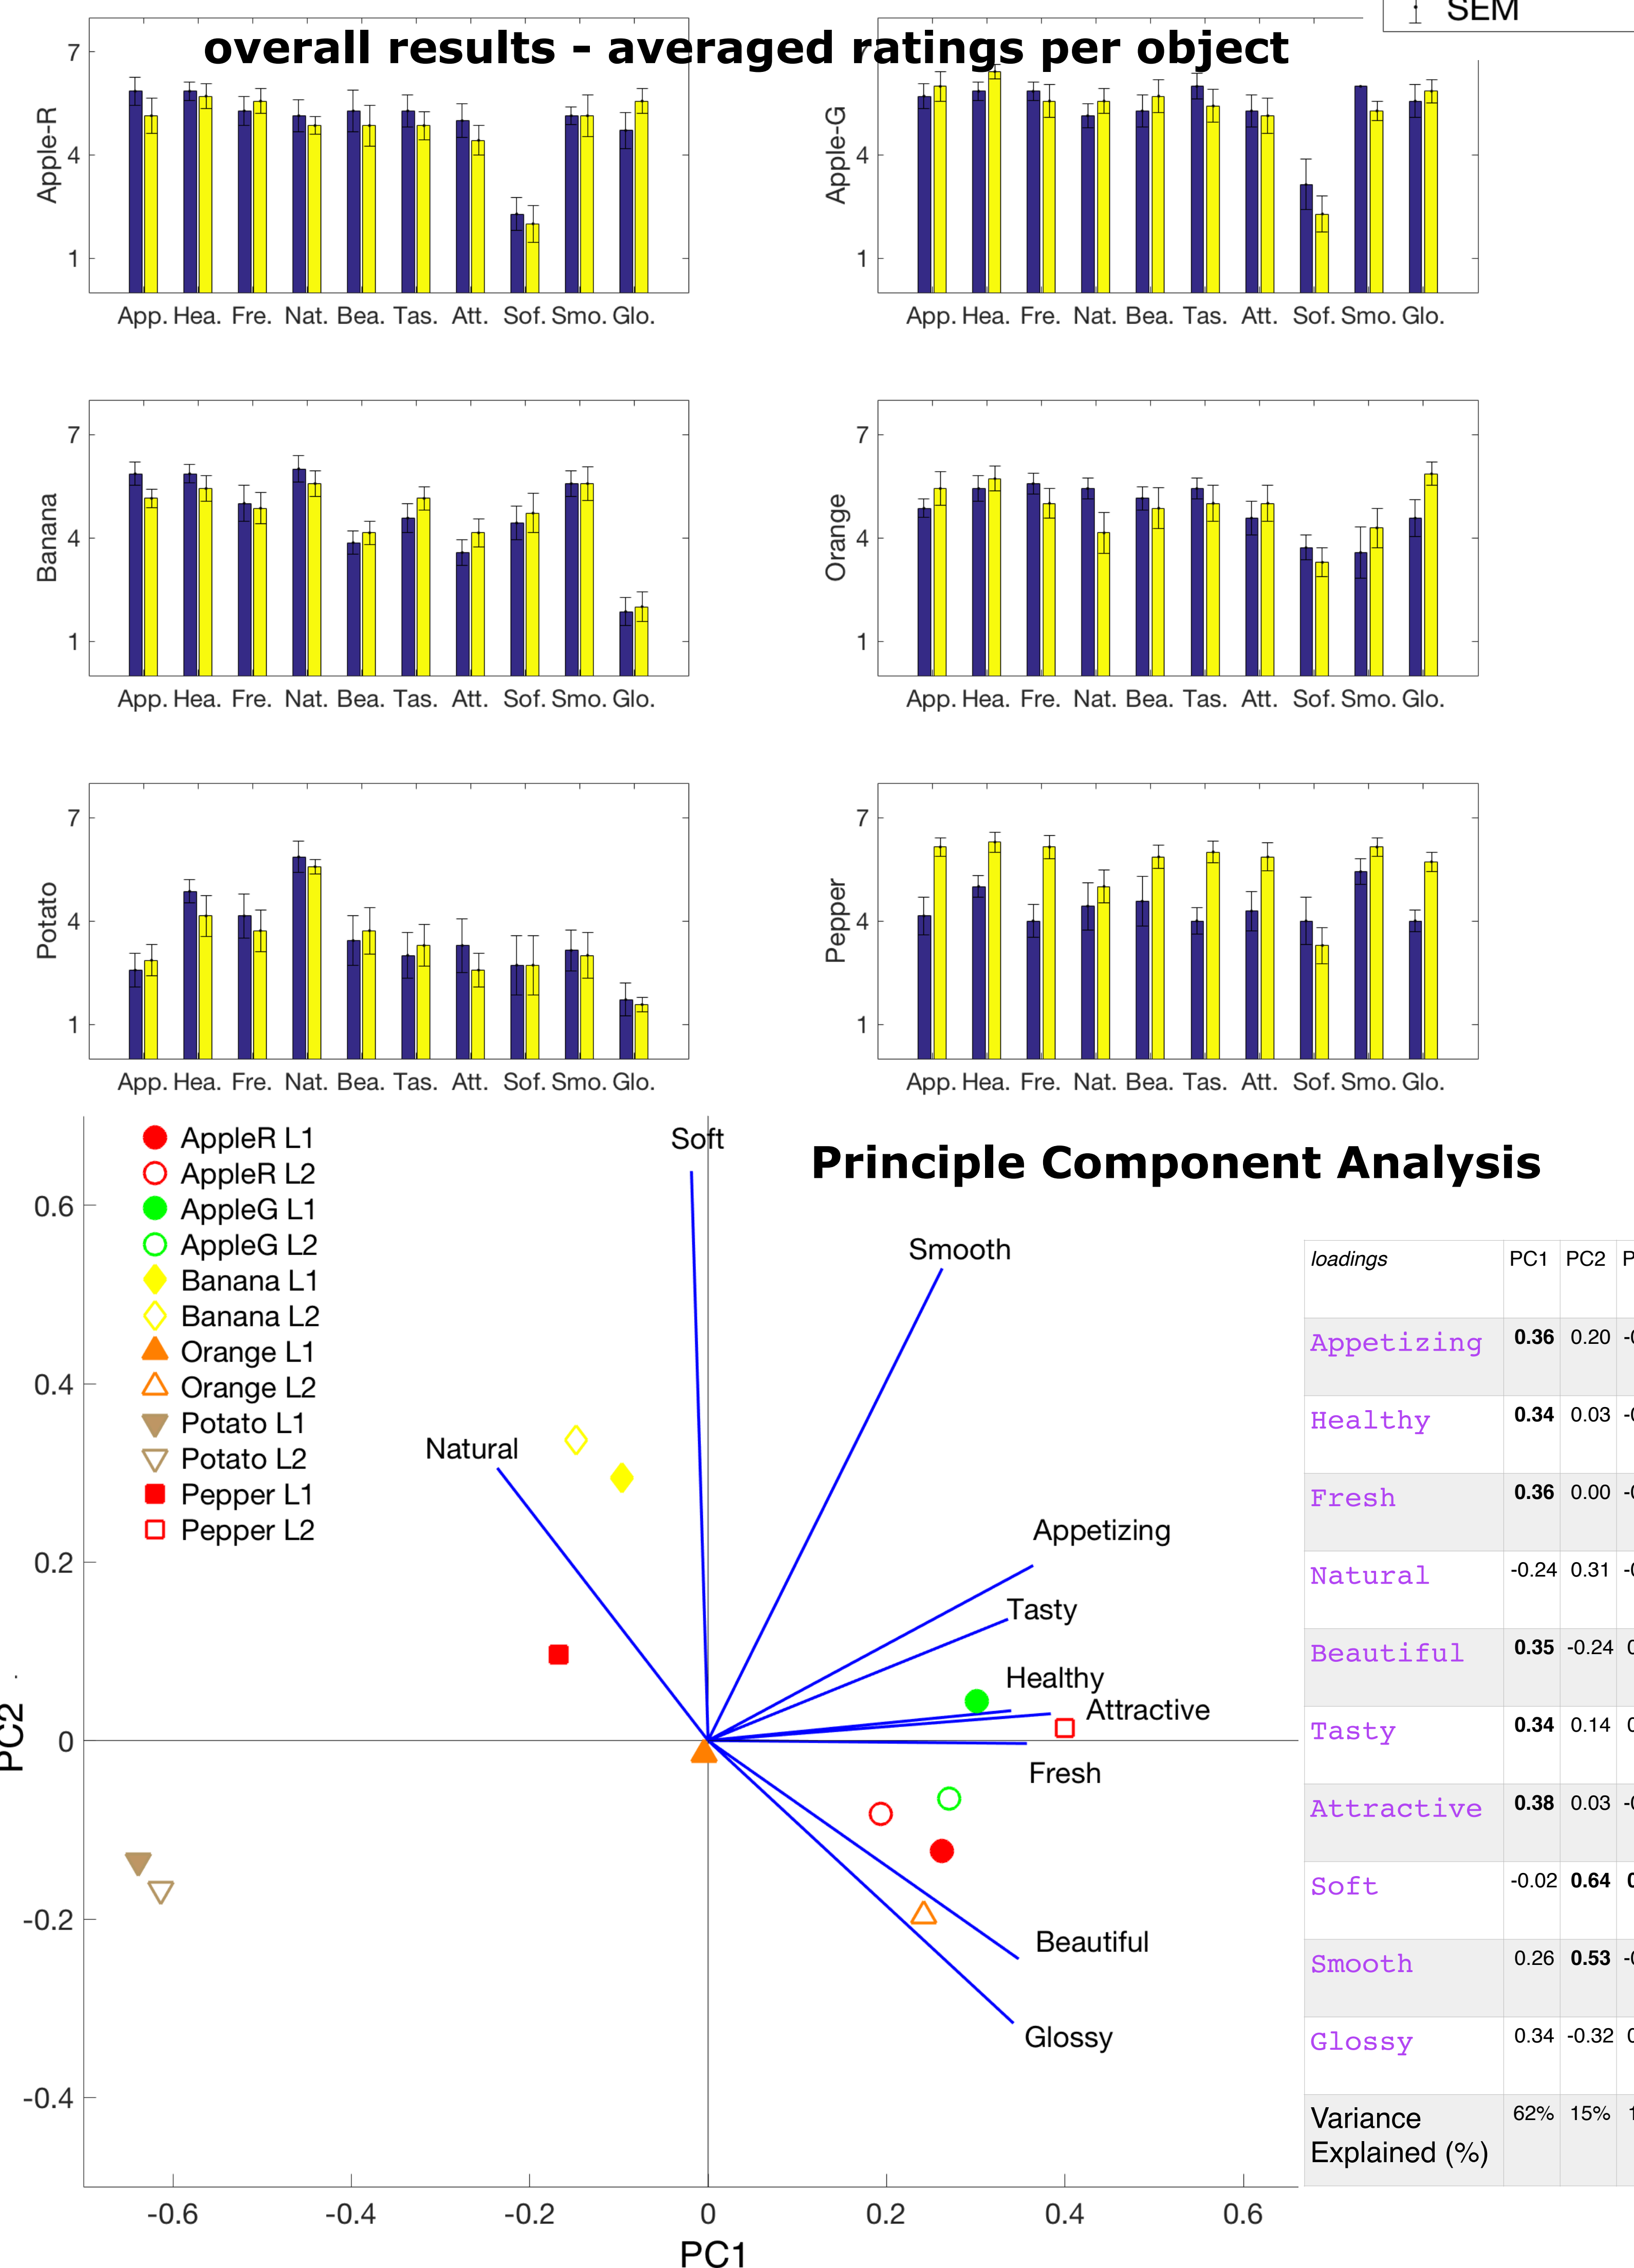 SEM
overall results - averaged ratings per object
7
4
1
Apple-R
App. Hea. Fre. Nat. Bea. Tas. Att. Sof. Smo. Glo.
7
4
1
Apple-G
App. Hea. Fre. Nat. Bea. Tas. Att. Sof. Smo. Glo.
7
4
1
Banana
App. Hea. Fre. Nat. Bea. Tas. Att. Sof. Smo. Glo.
7
4
1
Orange
App. Hea. Fre. Nat. Bea. Tas. Att. Sof. Smo. Glo.
7
4
1
Potato
App. Hea. Fre. Nat. Bea. Tas. Att. Sof. Smo. Glo.
7
4
1
Pepper
App. Hea. Fre. Nat. Bea. Tas. Att. Sof. Smo. Glo.
Principle Component Analysis
AppleR L1
AppleR L2
AppleG L1
AppleG L2
Banana L1
Banana L2
Orange L1
Orange L2
Potato L1
Potato L2
Pepper L1
Pepper L2
Soft
Smooth
Natural
Appetizing
Tasty
Healthy
Attractive
Fresh
Beautiful
Glossy
0.6
0.4
0.2
0
-0.2
-0.4
PC2
-0.6 -0.4 -0.2 0 0.2 0.4 0.6
PC1
loadings PC1 PC2 P
Appetizing 0.36 0.20
Healthy 0.34 0.03
Fresh 0.36 0.00
Natural -0.24 0.31
Beautiful 0.35 -0.24
Tasty 0.34 0.14
Attractive 0.38 0.03
Soft -0.02 0.64
Smooth 0.26 0.53
Glossy 0.34 -0.32
Variance 62% 15%
Explained (%)